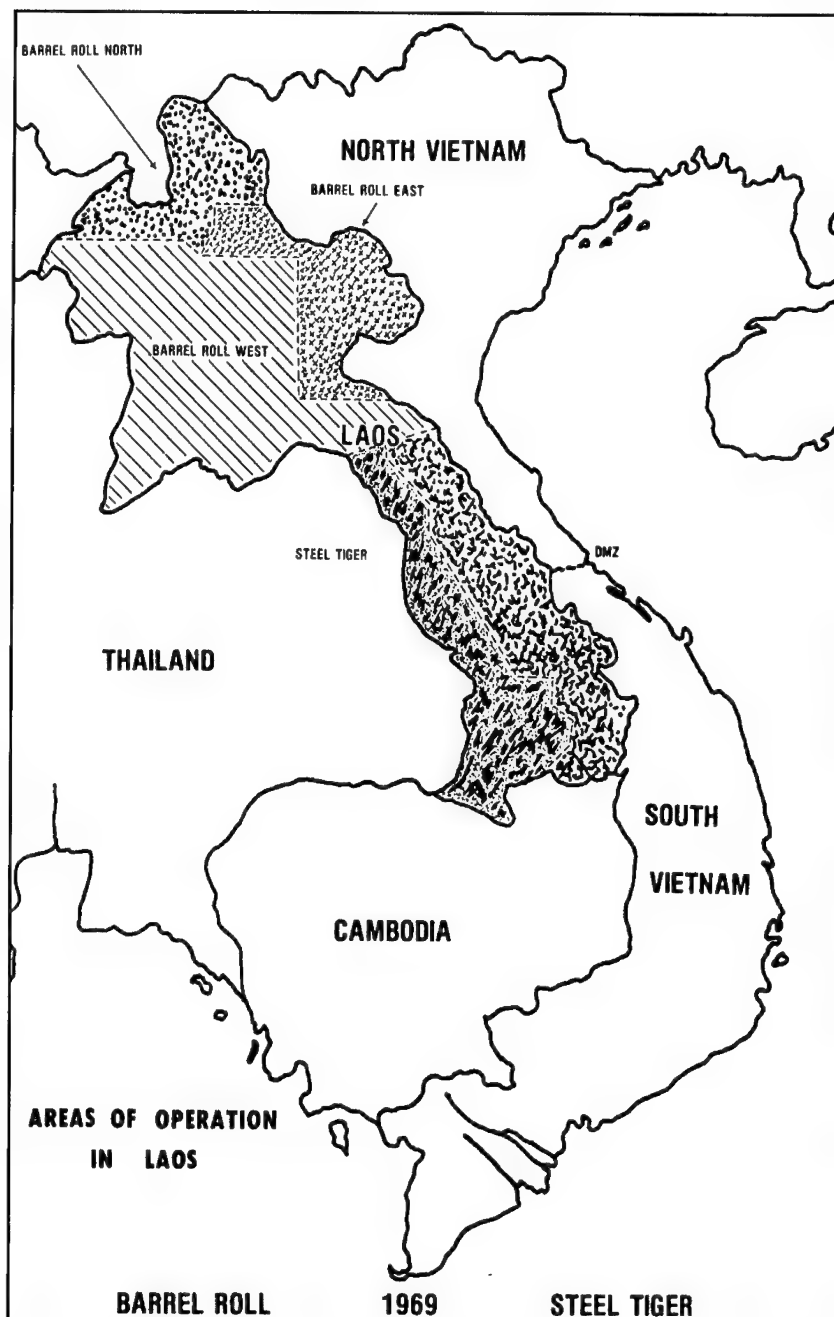 BARREL ROLL NORTH
NORTH VIETNAM
BARREL ROLL EAST
BARREL ROLL WEST
LAOS
STEEL TIGER
DMZ
THAILAND
SOUTH
VIETNAM
CAMBODIA
AREAS OF OPERATION
IN LAOS
BARREL ROLL 1969 STEEL TIGER